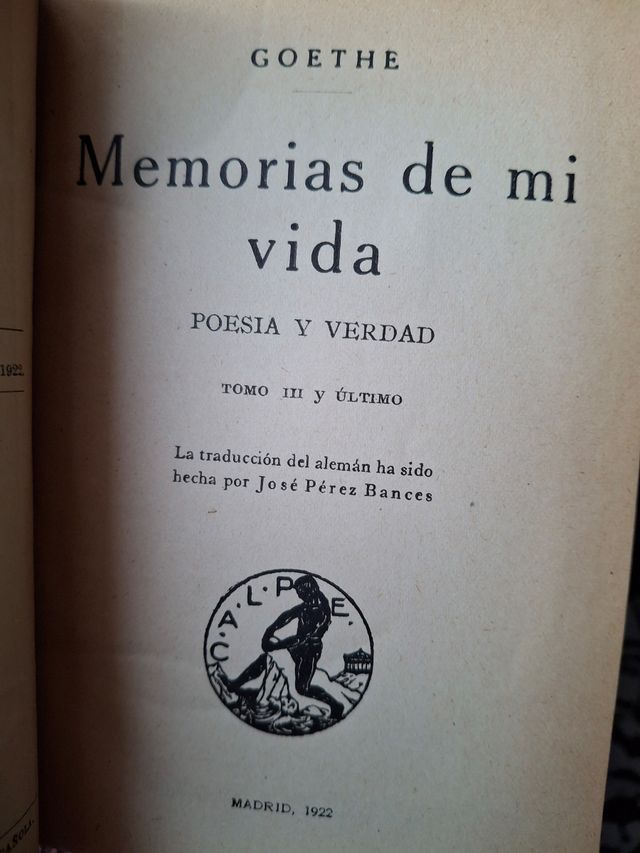 GOETHE
Memorias de mi
vida
POESIA Y VERDAD
TOMO III y ÚLTIMO
La traducción del alemán ha sido
hecha por José Pérez Bances
C.A.L.P.E.
MADRID, 1922
1922.